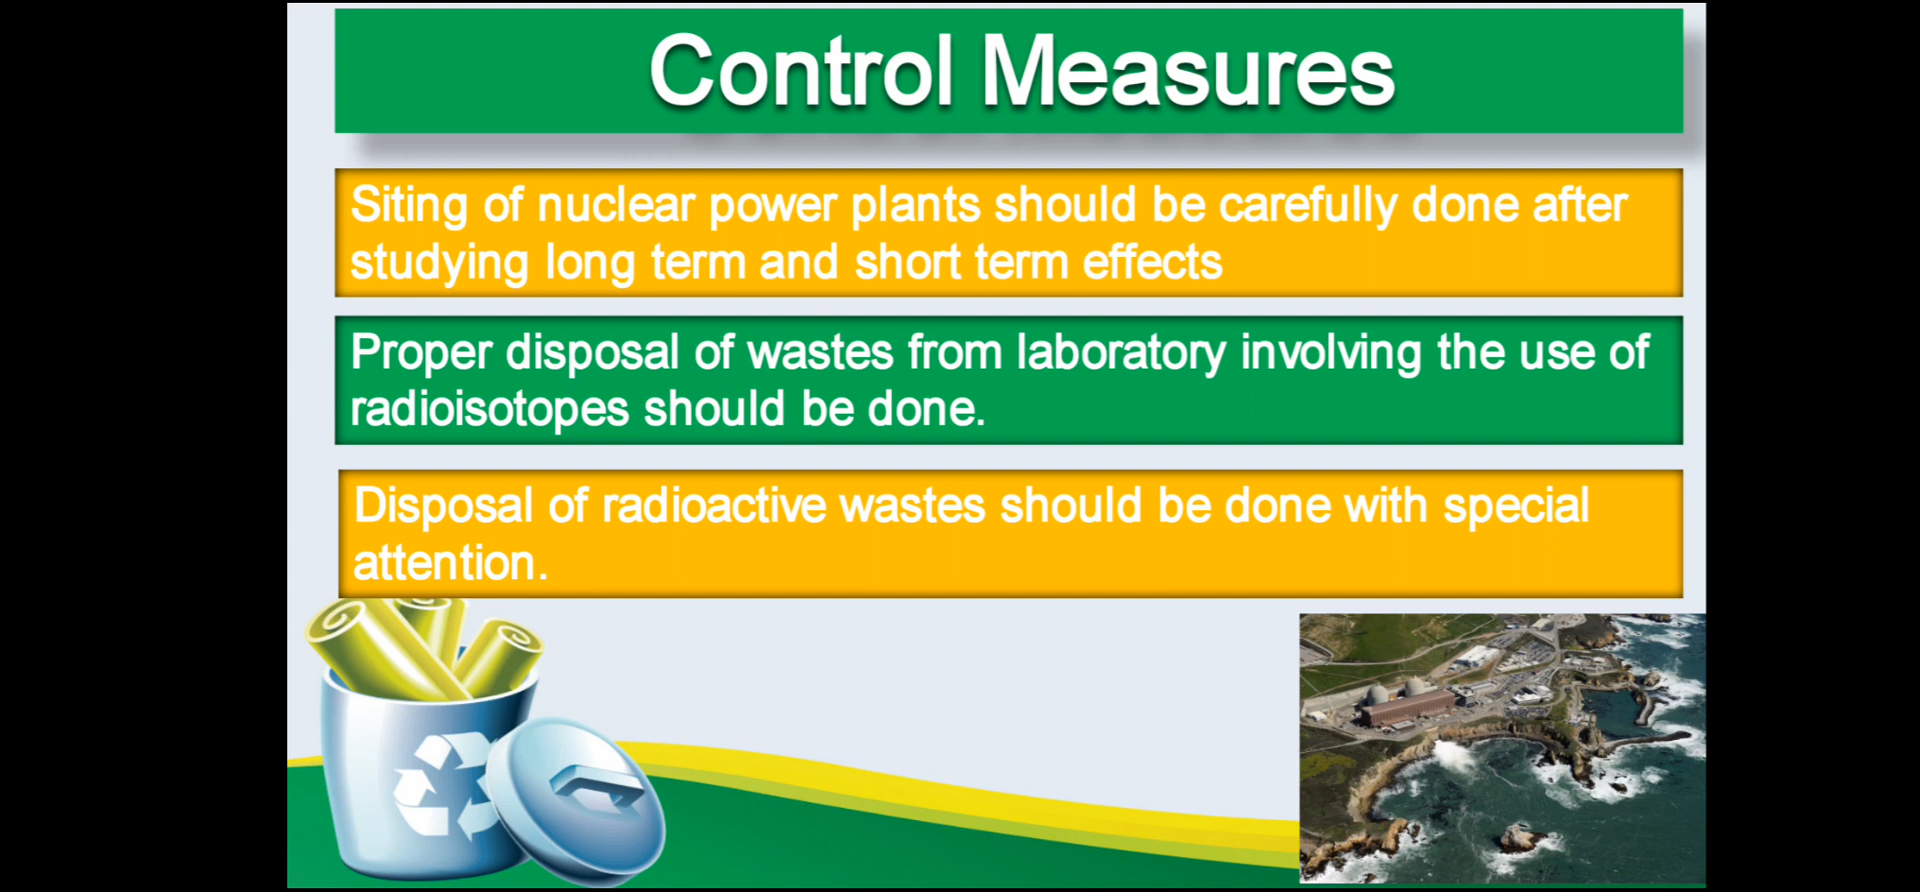 Control Measures
Siting of nuclear power plants should be carefully done after
studying long term and short term effects
Proper disposal of wastes from laboratory involving the use of
radioisotopes should be done.
Disposal of radioactive wastes should be done with special
attention.